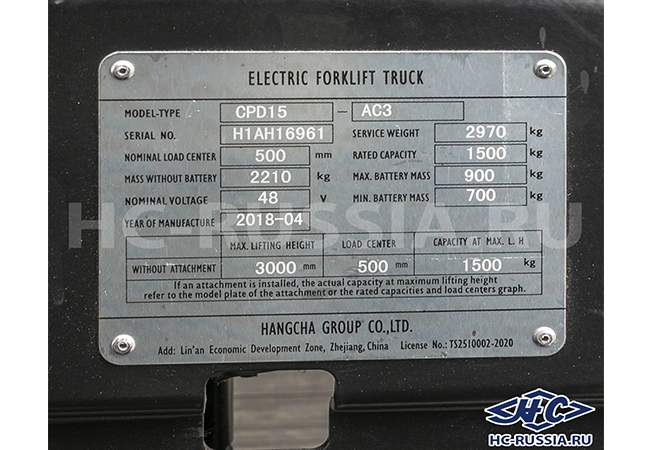 ELECTRIC FORKLIFT TRUCK
MODEL-TYPE CPD15 - AC3
SERIAL NO. H1AH16961 SERVICE WEIGHT 2970 kg
NOMINAL LOAD CENTER 500 mm RATED CAPACITY 1500 kg
MASS WITHOUT BATTERY 2210 kg MAX. BATTERY MASS 900 kg
NOMINAL VOLTAGE 48 V MIN. BATTERY MASS 700 kg
YEAR OF MANUFACTURE 2018-04
HC-RUSSIA.RU
MAX. LIFTING HEIGHT LOAD CENTER CAPACITY AT MAX. L. H
WITHOUT ATTACHMENT 3000 mm 500 mm 1500 kg
If an attachment is installed, the actual capacity at maximum lifting height
refer to the model plate of the attachment or the rated capacities and load centers graph.
HANGCHA GROUP CO.,LTD.
Add: Lin'an Economic Development Zone, Zhejiang, China License No.: TS2510002-2020
HC
HC-RUSSIA.RU